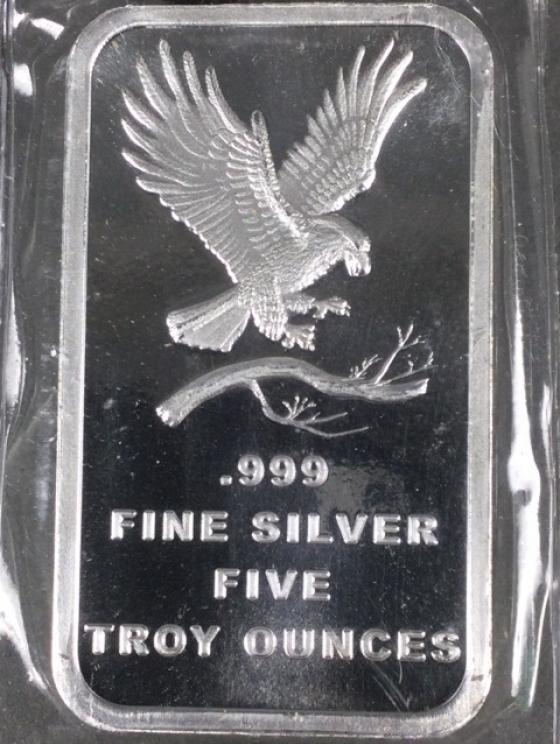 .999
FINE SILVER
FIVE
TROY OUNCES